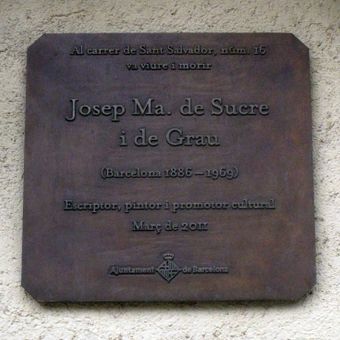 Al carrer de Sant Salvador, núm. 16
va viure i morir
Josep Ma. de Sucre
i de Grau
(Barcelona 1886 – 1969)
Escriptor, pintor i promotor cultural
Març de 2011
Ajuntament de Barcelona